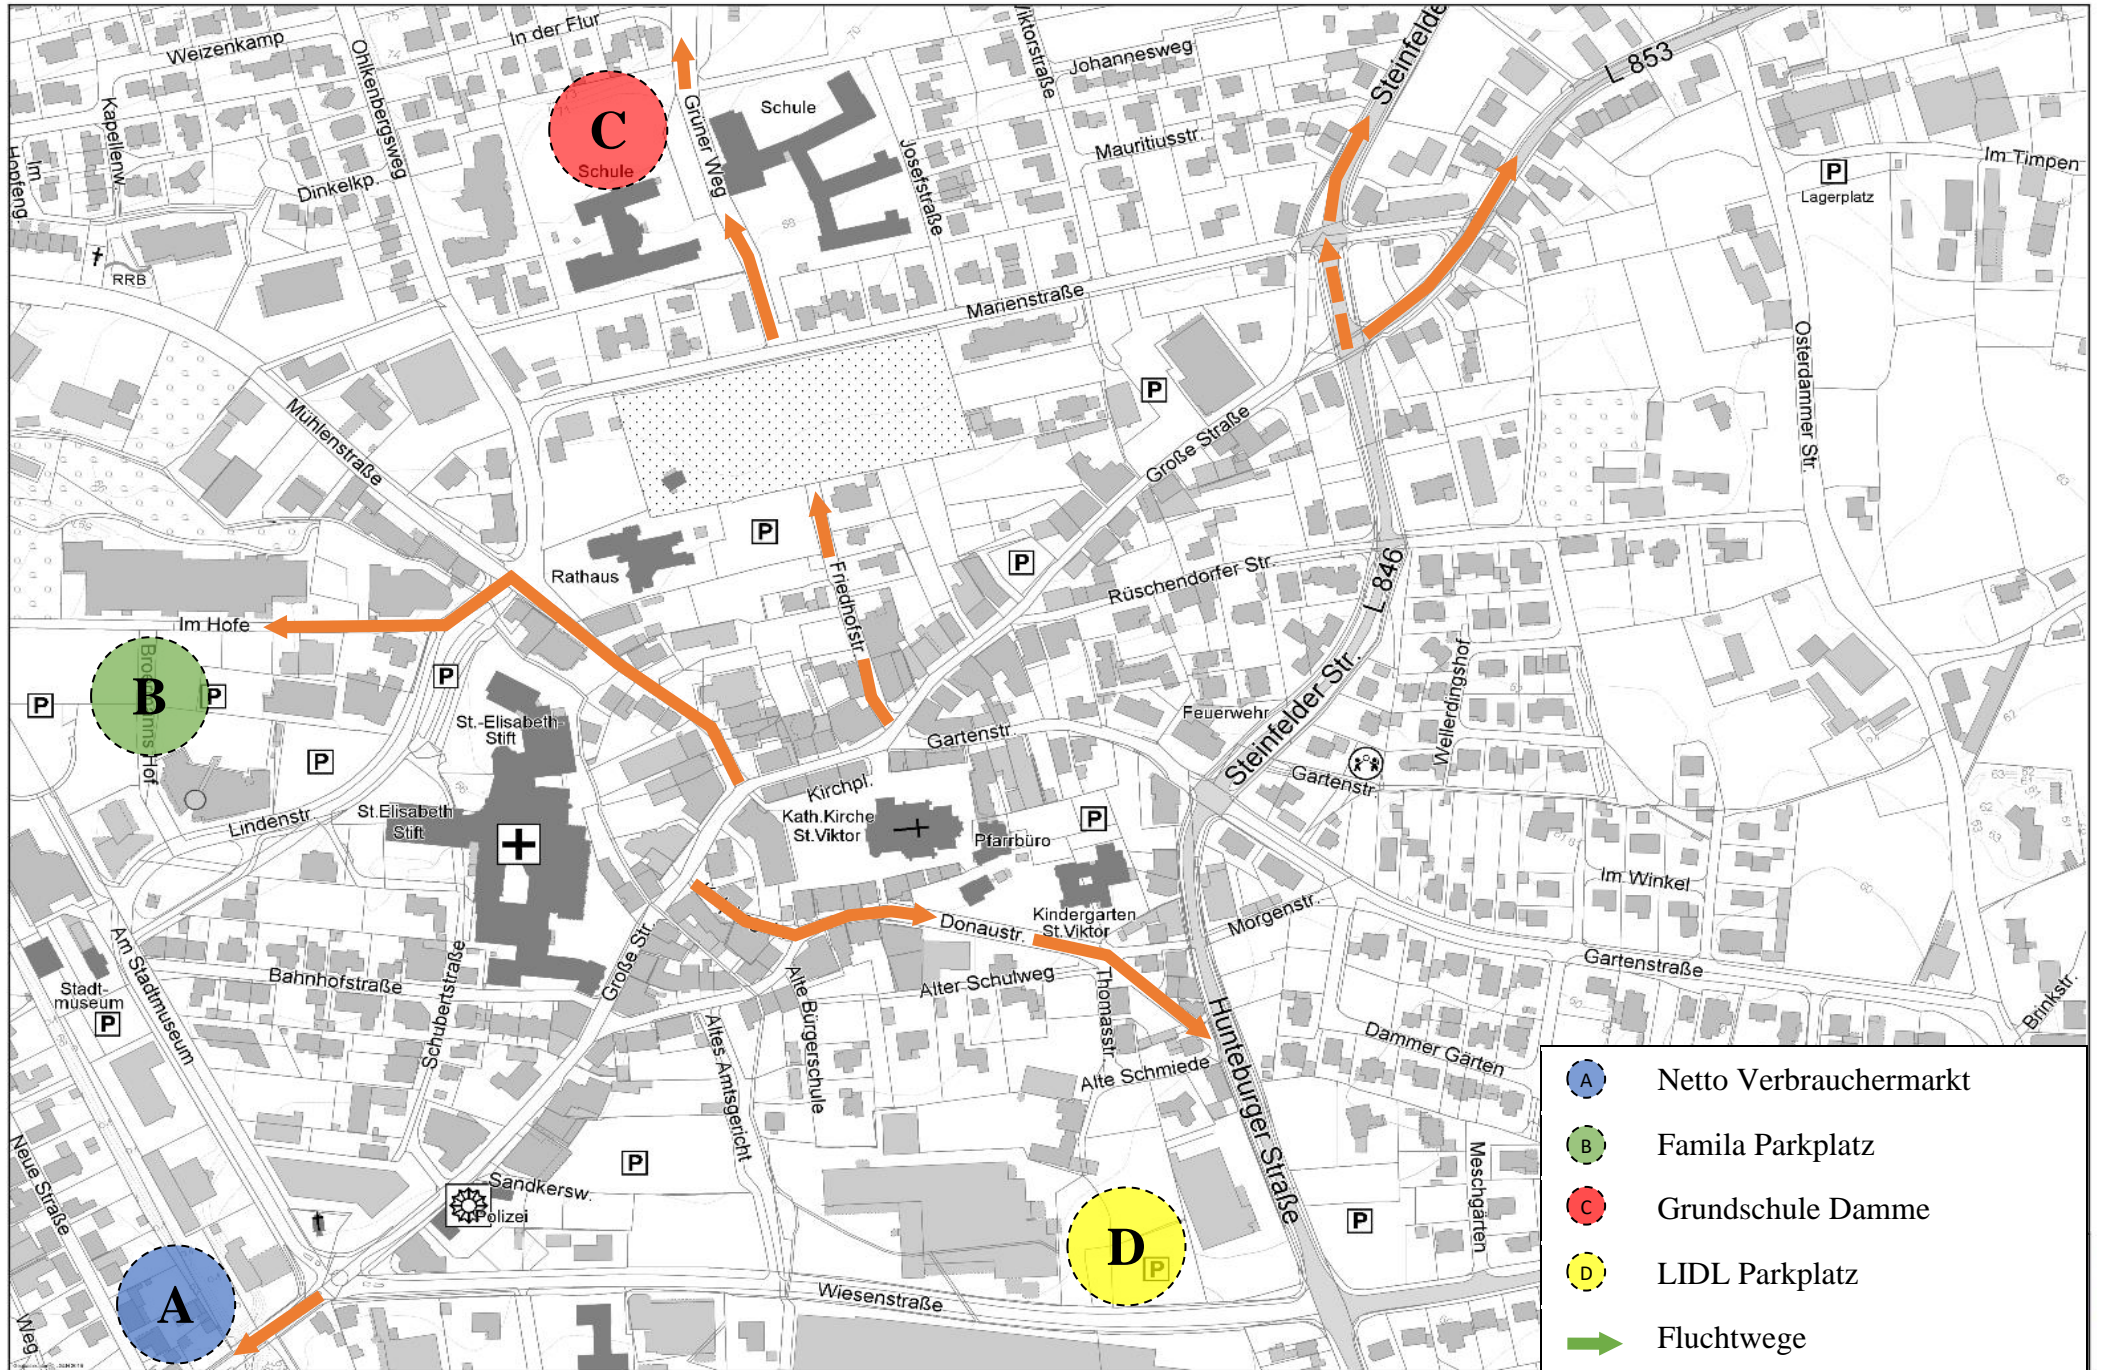 Weizenkamp
In der Flur
Viktorstraße
Johannesweg
Steinfelde
L 853
Ohlkenbergsweg
Kapellenw.
Im
Hopfeng.
Dinkelkp.
C
Schule
Grüner Weg
Schule
Josefstraße
Mauritiusstr.
P
Lagerplatz
Im Timpen
RRB
Marienstraße
Osterdammer Str.
Mühlenstraße
P
Große Straße
P
Rathaus
Friedhofstr.
P
Rüschendorfer Str.
L 846
Im Hofe
B
P
P
P
P
St.-Elisabeth-
Stift
Gartenstr.
Feuerwehr
Steinfelder Str.
Wellerdingshof
Gartenstr.
Kirchpl.
Lindenstr.
St.Elisabeth
Stift
Kath.Kirche
St.Viktor
Pfarrbüro
P
Im Winkel
Kindergarten
St.Viktor
Donaustr.
Morgenstr.
Gartenstraße
Große Str.
Am Stadtmuseum
Bahnhofstraße
Schubertstraße
Stadt-
museum
P
Alter Schulweg
Alte Bürgerschule
Thomasstr.
Altes Amtsgericht
Alte Schmiede
Hunteburger Straße
Dammer Gärten
Brinkstr.
Neue Straße
Meschgärten
P
Sandkersw.
Polizei
P
D
P
A
Weg
Wiesenstraße
A Netto Verbrauchermarkt
B Famila Parkplatz
C Grundschule Damme
D LIDL Parkplatz
Fluchtwege